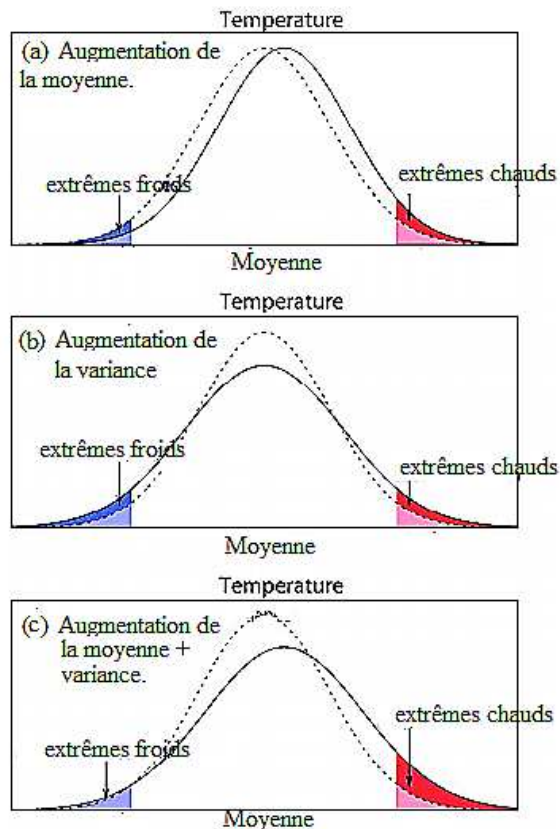 Temperature
(a) Augmentation de
la moyenne.
extrêmes froids
extrêmes chauds
Moyenne
Temperature
(b) Augmentation de
la variance
extrêmes froids
extrêmes chauds
Moyenne
Temperature
(c) Augmentation de
la moyenne +
variance.
extrêmes chauds
extrêmes froids
Moyenne